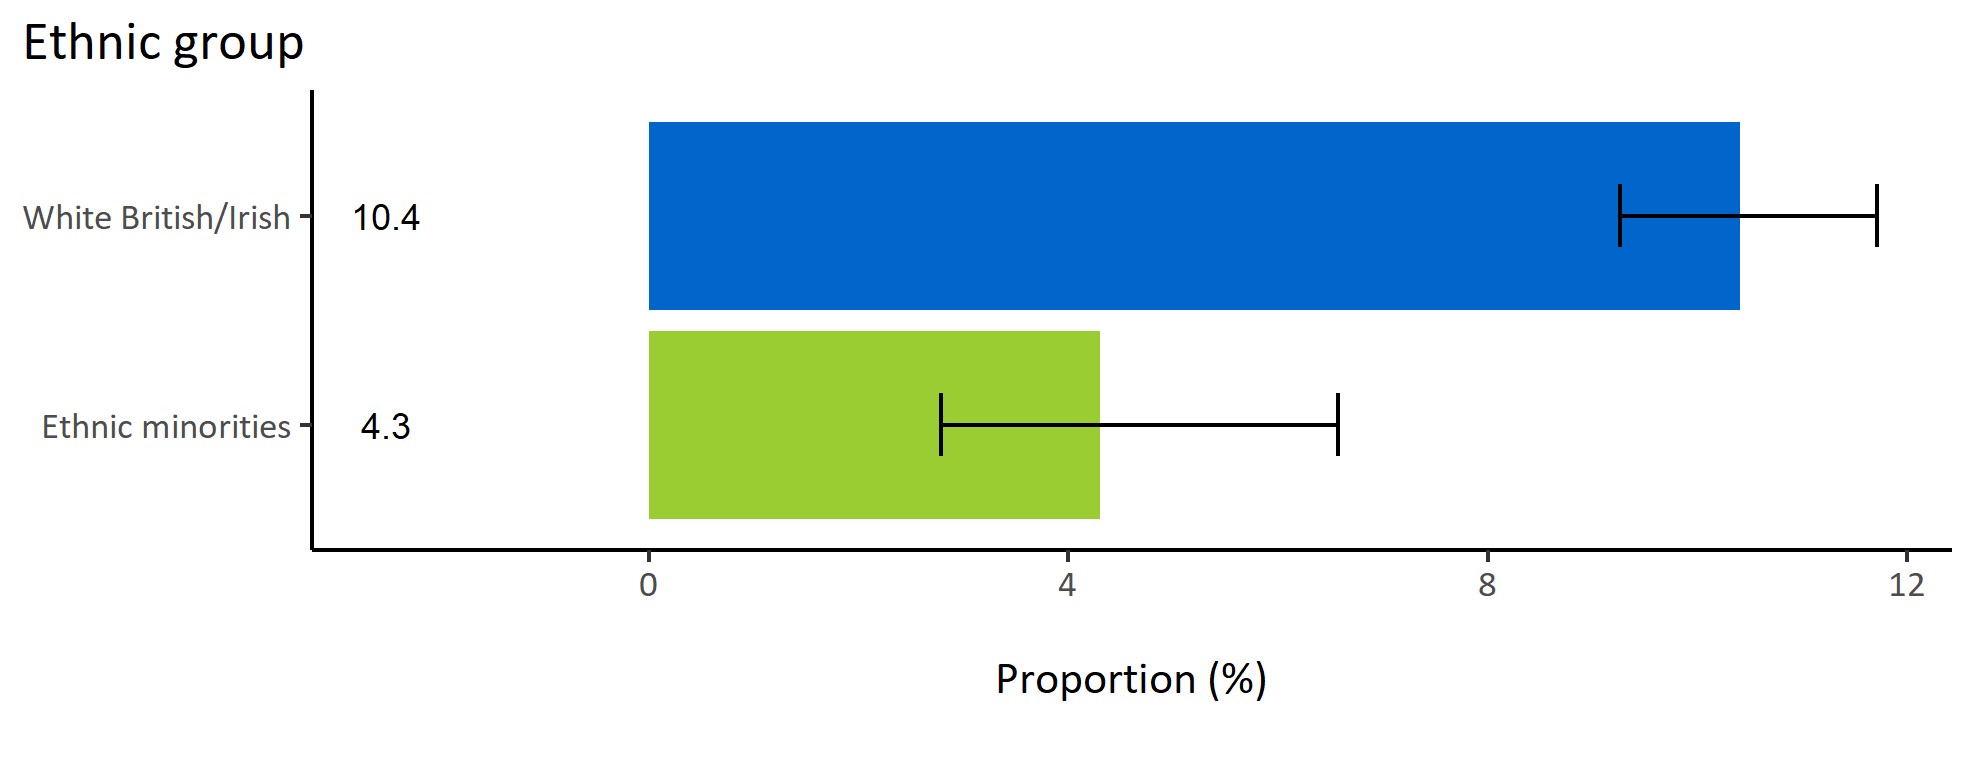 Ethnic group
White British/Irish 10.4
Ethnic minorities 4.3
0 4 8 12
Proportion (%)